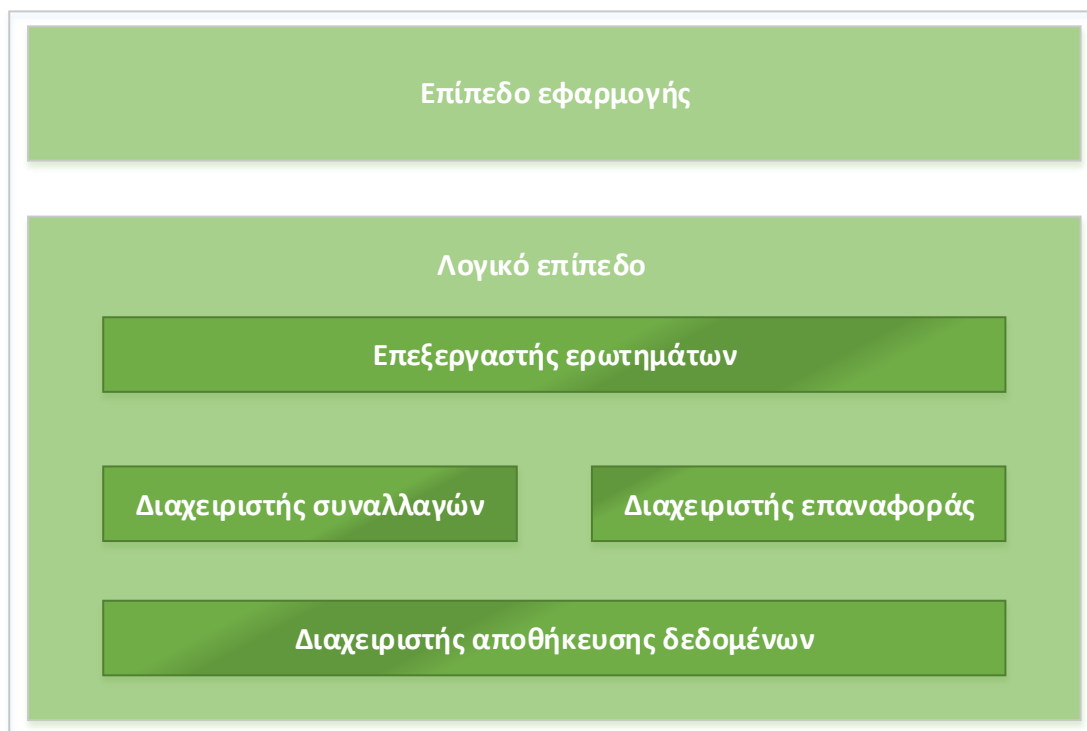 Επίπεδο εφαρμογής
Λογικό επίπεδο
Επεξεργαστής ερωτημάτων
Διαχειριστής συναλλαγών
Διαχειριστής επαναφοράς
Διαχειριστής αποθήκευσης δεδομένων